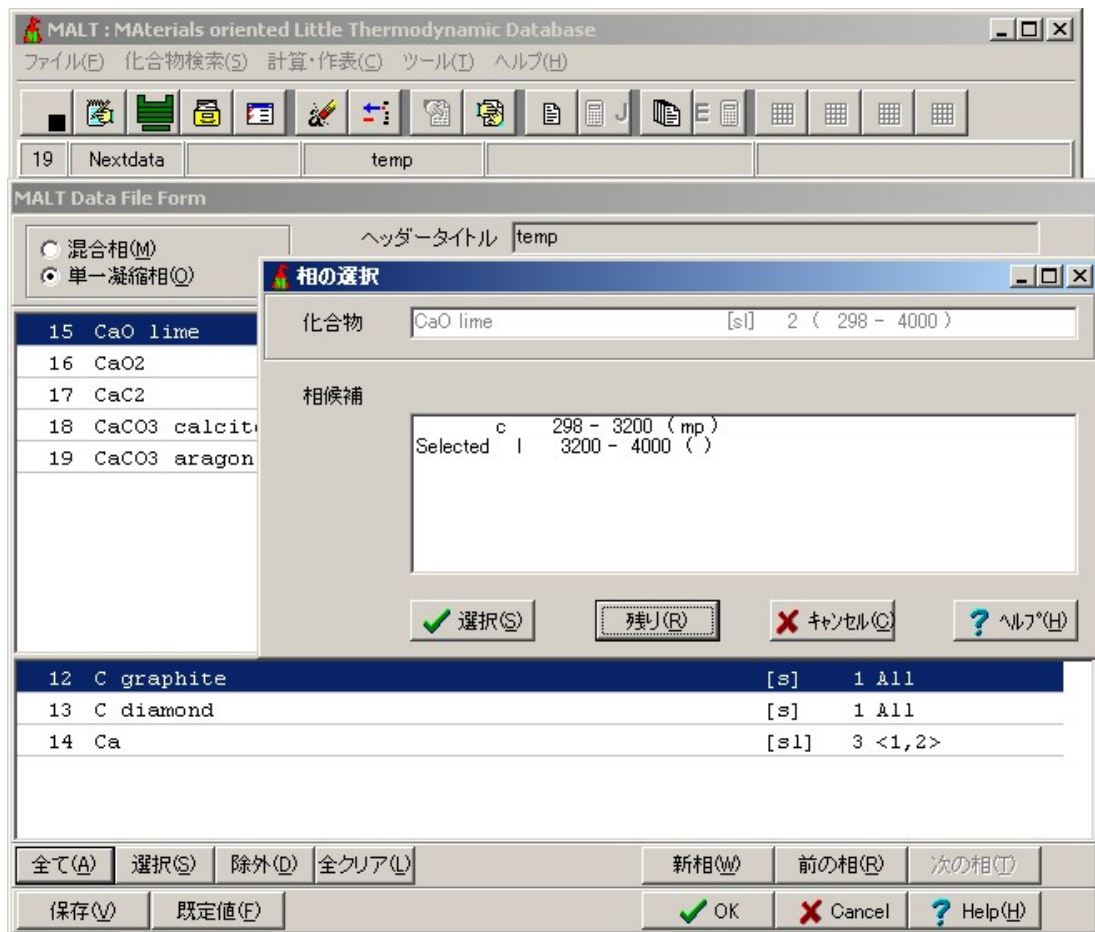 MALT : MAterials oriented Little Thermodynamic Database
ファイル(F) 化合物検索(S) 計算・作表(C) ツール(T) ヘルプ(H)
J E
19 Nextdata temp
MALT Data File Form
混合相(M)
単一凝縮相(O)
ヘッダータイトル temp
相の選択
化合物 CaO lime [sl] 2 ( 298 - 4000 )
相候補
c 298 - 3200 ( mp )
Selected l 3200 - 4000 ( )
選択(S) 残り(R) キャンセル(C) ヘルプ(H)
15 CaO lime
16 CaO2
17 CaC2
18 CaCO3 calcit
19 CaCO3 aragon
12 C graphite [s] 1 All
13 C diamond [s] 1 All
14 Ca [sl] 3 <1,2>
全て(A) 選択(S) 除外(D) 全クリア(L) 新相(W) 前の相(R) 次の相(T)
保存(V) 既定値(F) OK Cancel Help(H)